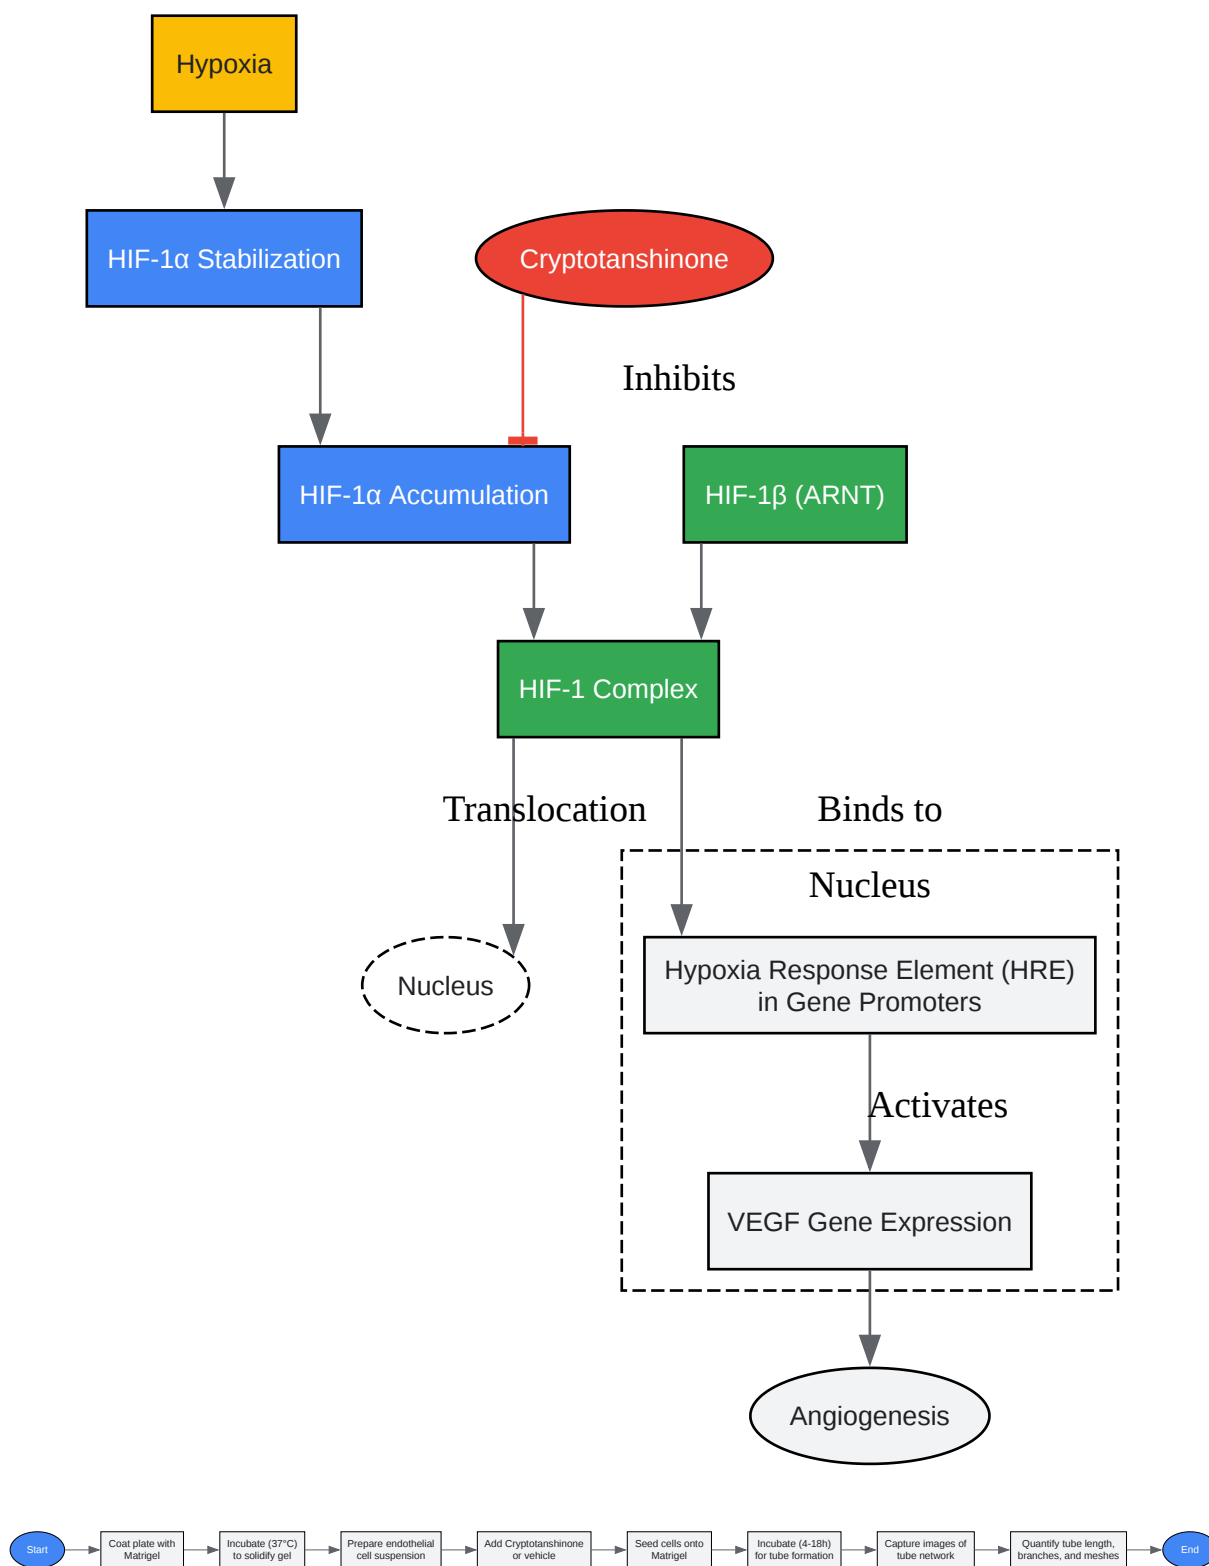 Hypoxia
HIF-1α Stabilization
Cryptotanshinone
Inhibits
HIF-1α Accumulation
HIF-1β (ARNT)
HIF-1 Complex
Translocation
Binds to
Nucleus
Nucleus
Hypoxia Response Element (HRE)
in Gene Promoters
Activates
VEGF Gene Expression
Angiogenesis
Start
Coat plate with
Matrigel
Incubate (37°C)
to solidify gel
Prepare endothelial
cell suspension
Add Cryptotanshinone
or vehicle
Seed cells onto
Matrigel
Incubate (4-18h)
for tube formation
Capture images of
tube network
Quantify tube length,
branches, and meshes
End